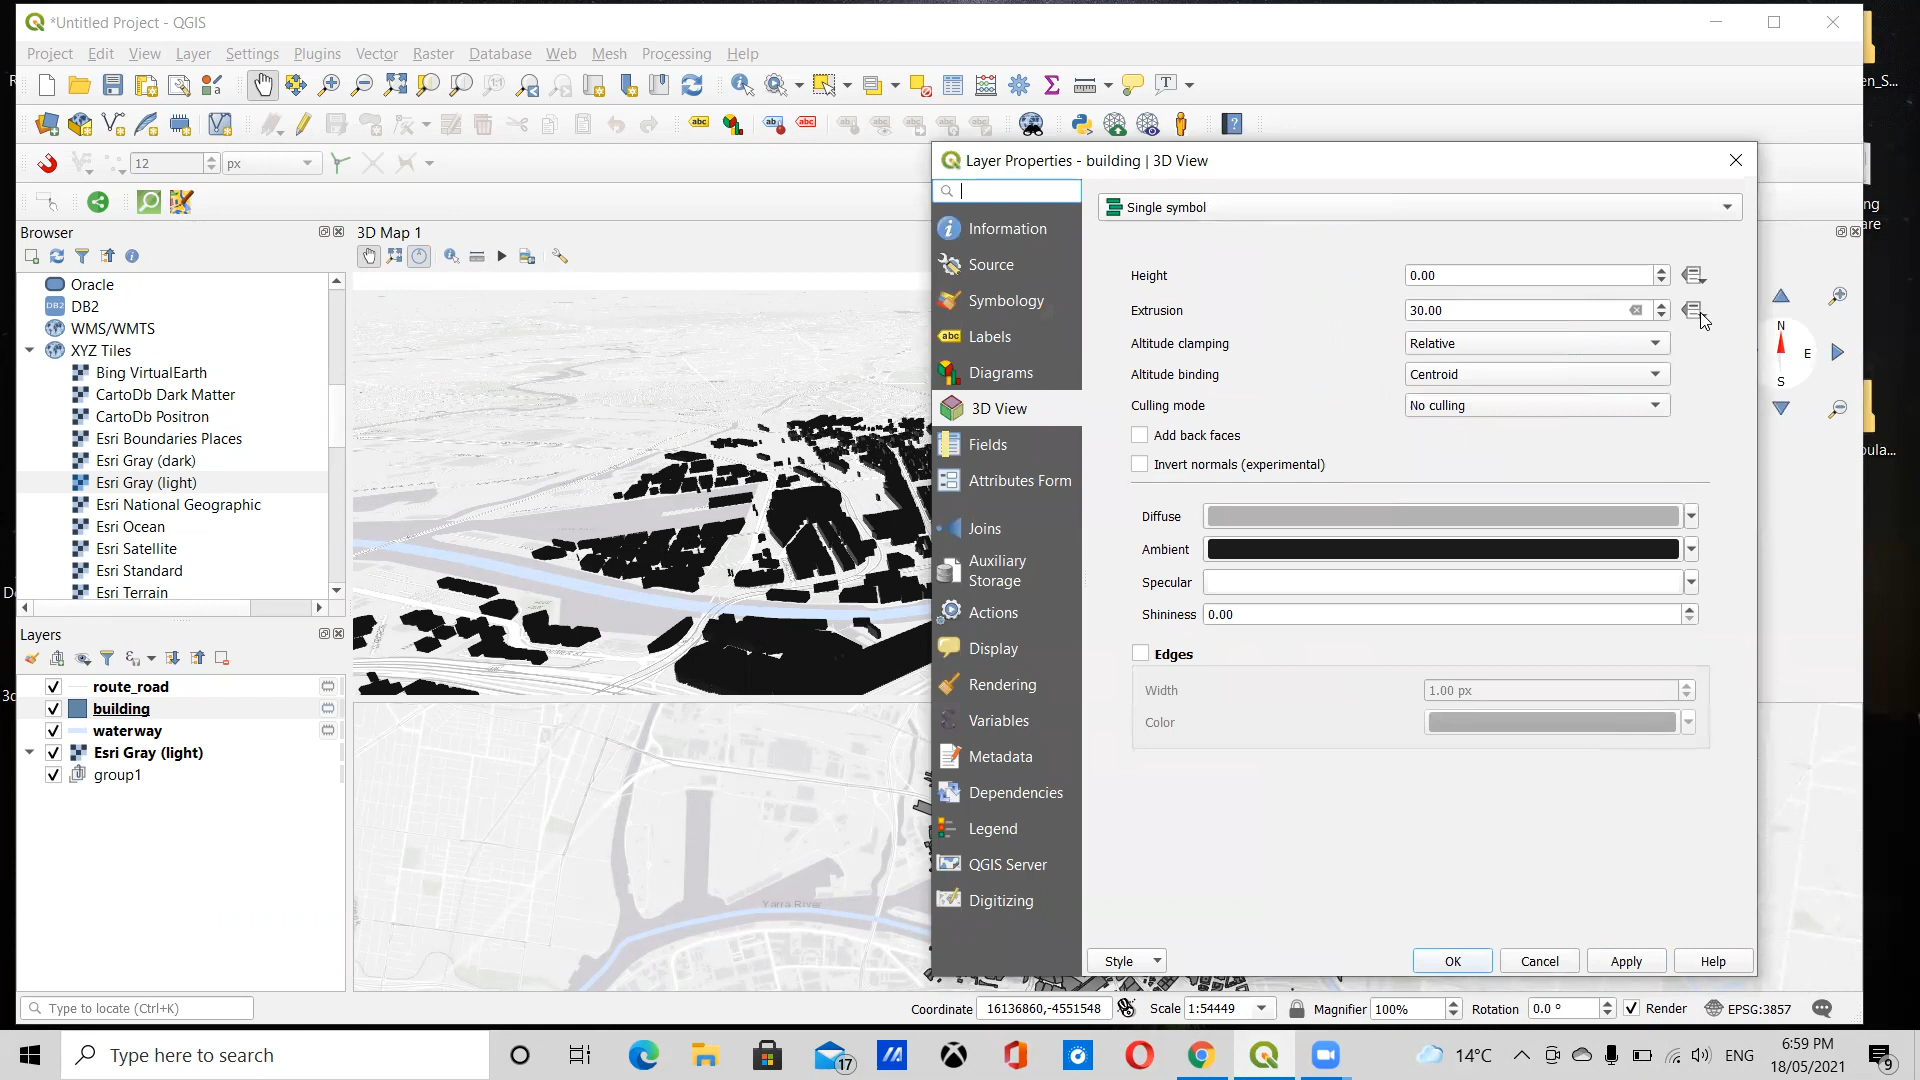 *Untitled Project - QGIS
Project Edit View Layer Settings Plugins Vector Raster Database Web Mesh Processing Help
12 px
Browser
Oracle
DB2
WMS/WMTS
XYZ Tiles
Bing VirtualEarth
CartoDb Dark Matter
CartoDb Positron
Esri Boundaries Places
Esri Gray (dark)
Esri Gray (light)
Esri National Geographic
Esri Ocean
Esri Satellite
Esri Standard
Esri Terrain
Layers
route_road
building
waterway
Esri Gray (light)
group1
3D Map 1
Yarra River
Layer Properties - building | 3D View
Information
Source
Symbology
Labels
Diagrams
3D View
Fields
Attributes Form
Joins
Auxiliary
Storage
Actions
Display
Rendering
Variables
Metadata
Dependencies
Legend
QGIS Server
Digitizing
Single symbol
Height 0.00
Extrusion 30.00
Altitude clamping Relative
Altitude binding Centroid
Culling mode No culling
Add back faces
Invert normals (experimental)
Diffuse
Ambient
Specular
Shininess 0.00
Edges
Width 1.00 px
Color
Style OK Cancel Apply Help
N
E
S
Type to locate (Ctrl+K)
Coordinate 16136860,-4551548 Scale 1:54449 Magnifier 100% Rotation 0.0 ° Render EPSG:3857
Type here to search
17
14°C
ENG
6:59 PM
18/05/2021
9